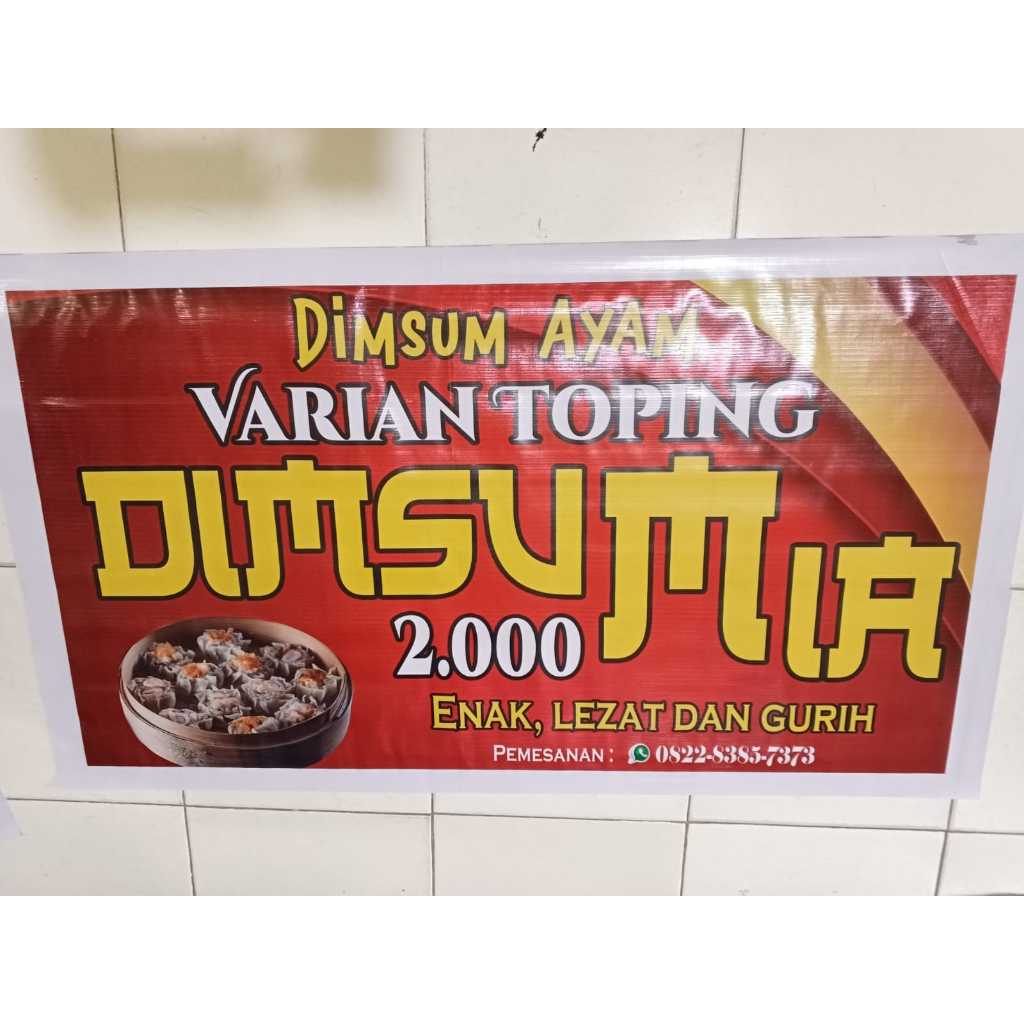 DiMSUM AYAM
VARIAN TOPING
DIMSUMIA
2.000
ENAK, LEZAT DAN GURIH
PEMESANAN : 0822-8385-7373